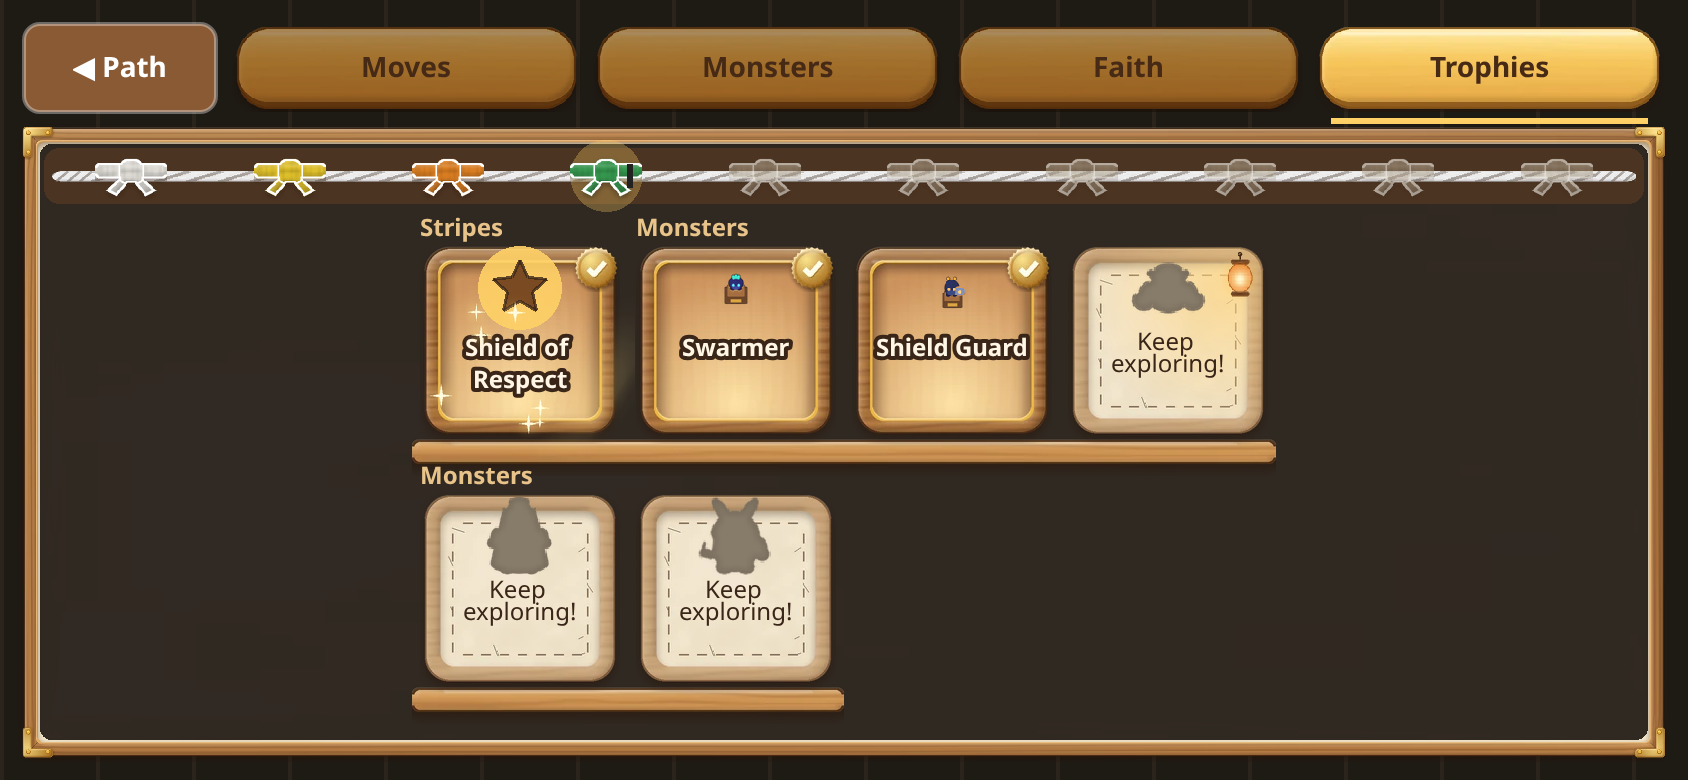 ◀ Path
Moves
Monsters
Faith
Trophies
Stripes
Monsters
Shield of
Respect
Swarmer
Shield Guard
Keep
exploring!
Monsters
Keep
exploring!
Keep
exploring!